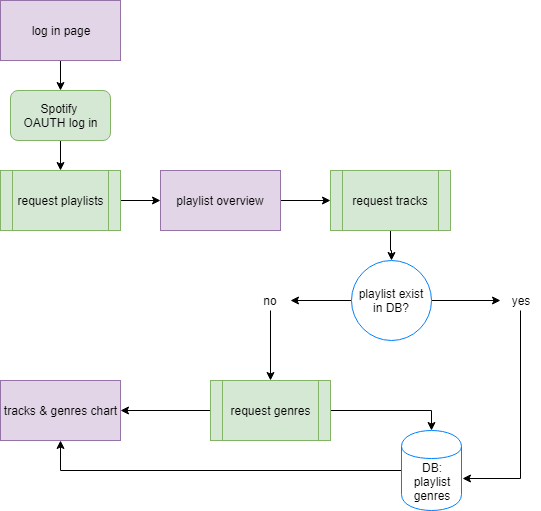 log in page
Spotify
OAUTH log in
request playlists
playlist overview
request tracks
playlist exist
in DB?
no
yes
tracks & genres chart
request genres
DB:
playlist
genres